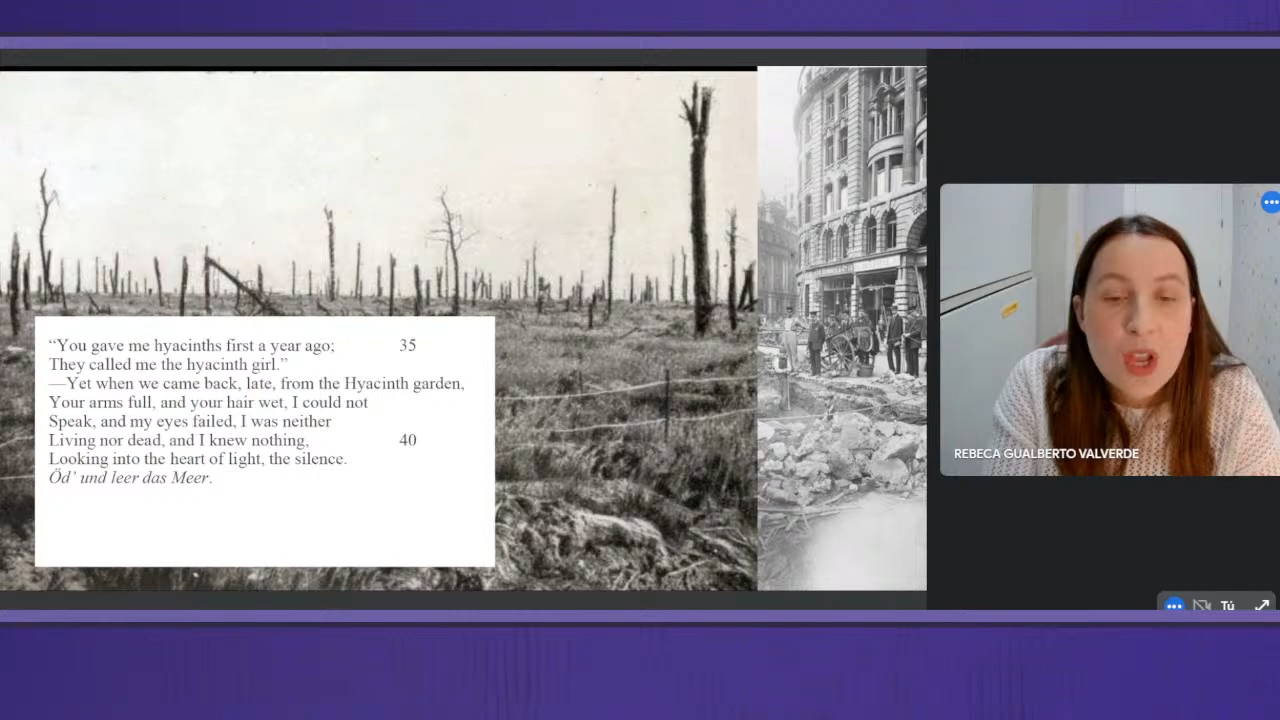 “You gave me hyacinths first a year ago; 35
They called me the hyacinth girl.”
—Yet when we came back, late, from the Hyacinth garden,
Your arms full, and your hair wet, I could not
Speak, and my eyes failed, I was neither
Living nor dead, and I knew nothing, 40
Looking into the heart of light, the silence.
Öd’ und leer das Meer.
REBECA GUALBERTO VALVERDE
Tú